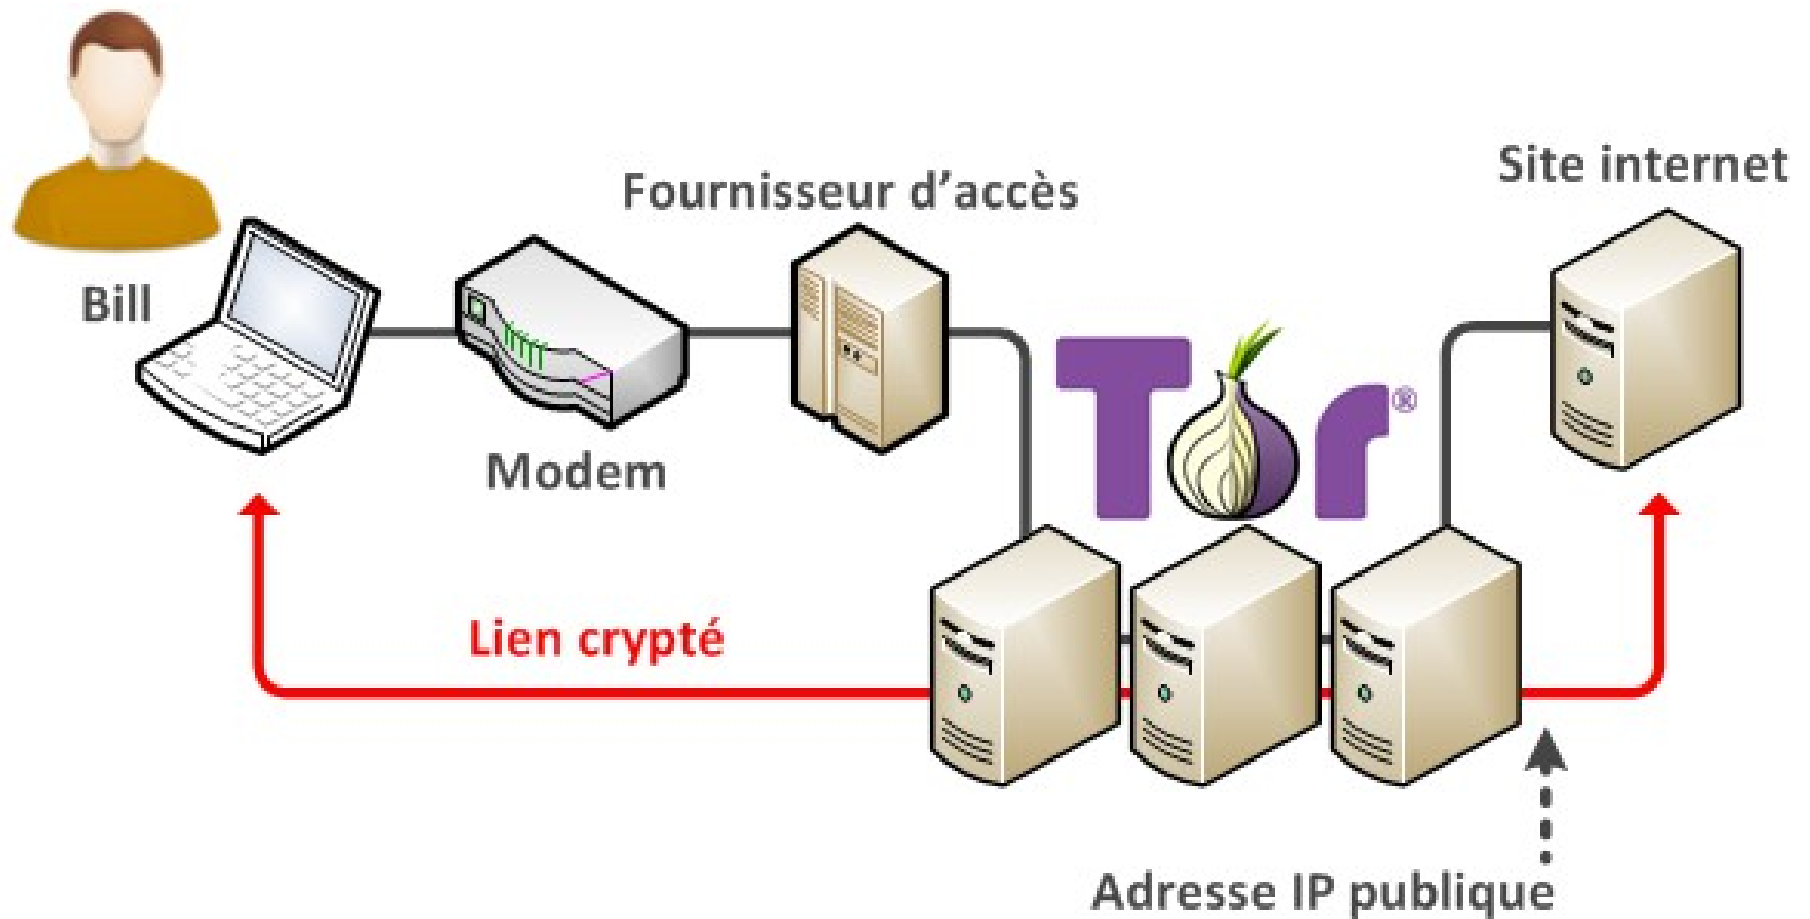 Site internet
Fournisseur d'accès
Bill
Tor®
Modem
Lien crypté
Adresse IP publique